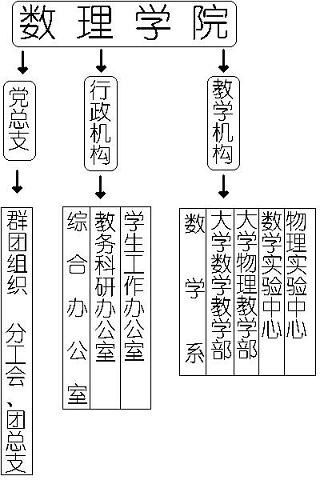 数理学院
党总支
行政机构
教学机构
群团组织 分工会、团总支
综合办公室
教务科研办公室
学生工作办公室
数学系
大学数学教学部
大学物理教学部
数学实验中心
物理实验中心